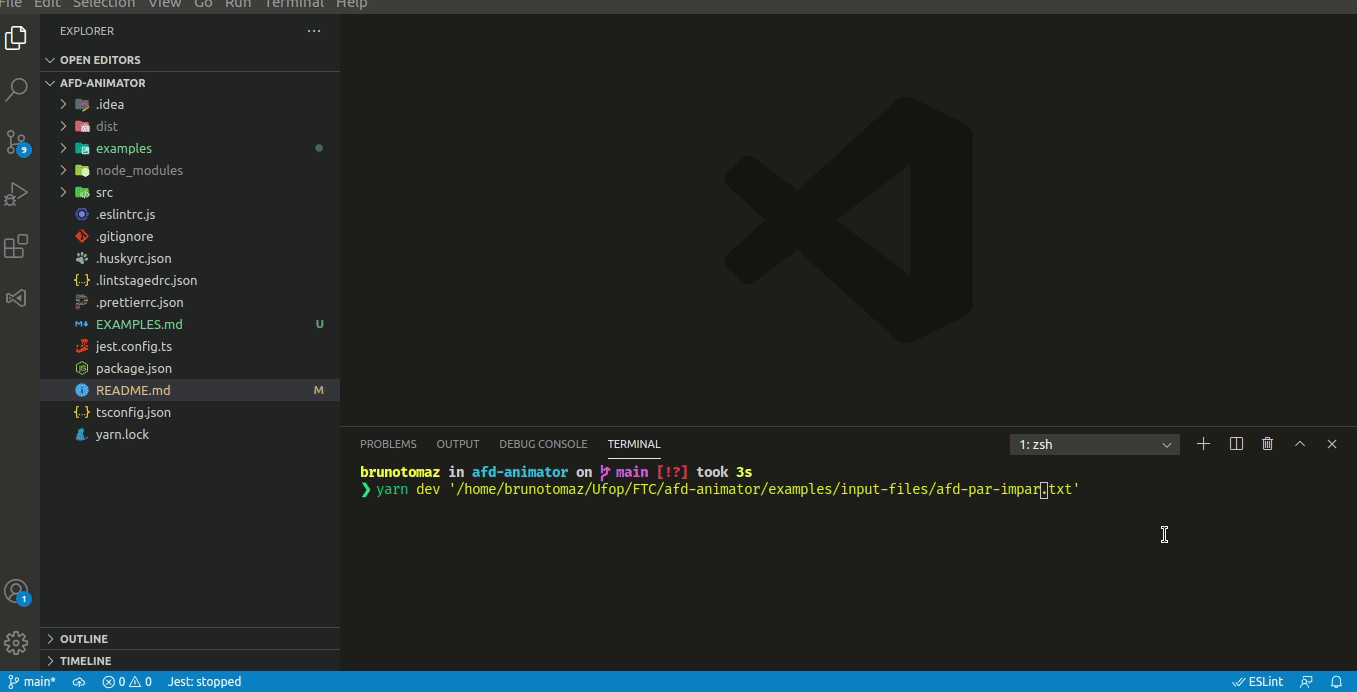 File Edit Selection View Go Run Terminal Help
EXPLORER
OPEN EDITORS
AFD-ANIMATOR
.idea
dist
examples
node_modules
src
.eslintrc.js
.gitignore
.huskyrc.json
.lintstagedrc.json
.prettierrc.json
EXAMPLES.md U
jest.config.ts
package.json
README.md M
tsconfig.json
yarn.lock
OUTLINE
TIMELINE
9
1
PROBLEMS OUTPUT DEBUG CONSOLE TERMINAL 1: zsh
brunotomaz in afd-animator on main [!?] took 3s
❯ yarn dev '/home/brunotomaz/Ufop/FTC/afd-animator/examples/input-files/afd-par-impar.txt'
main* 0 0 Jest: stopped ESLint